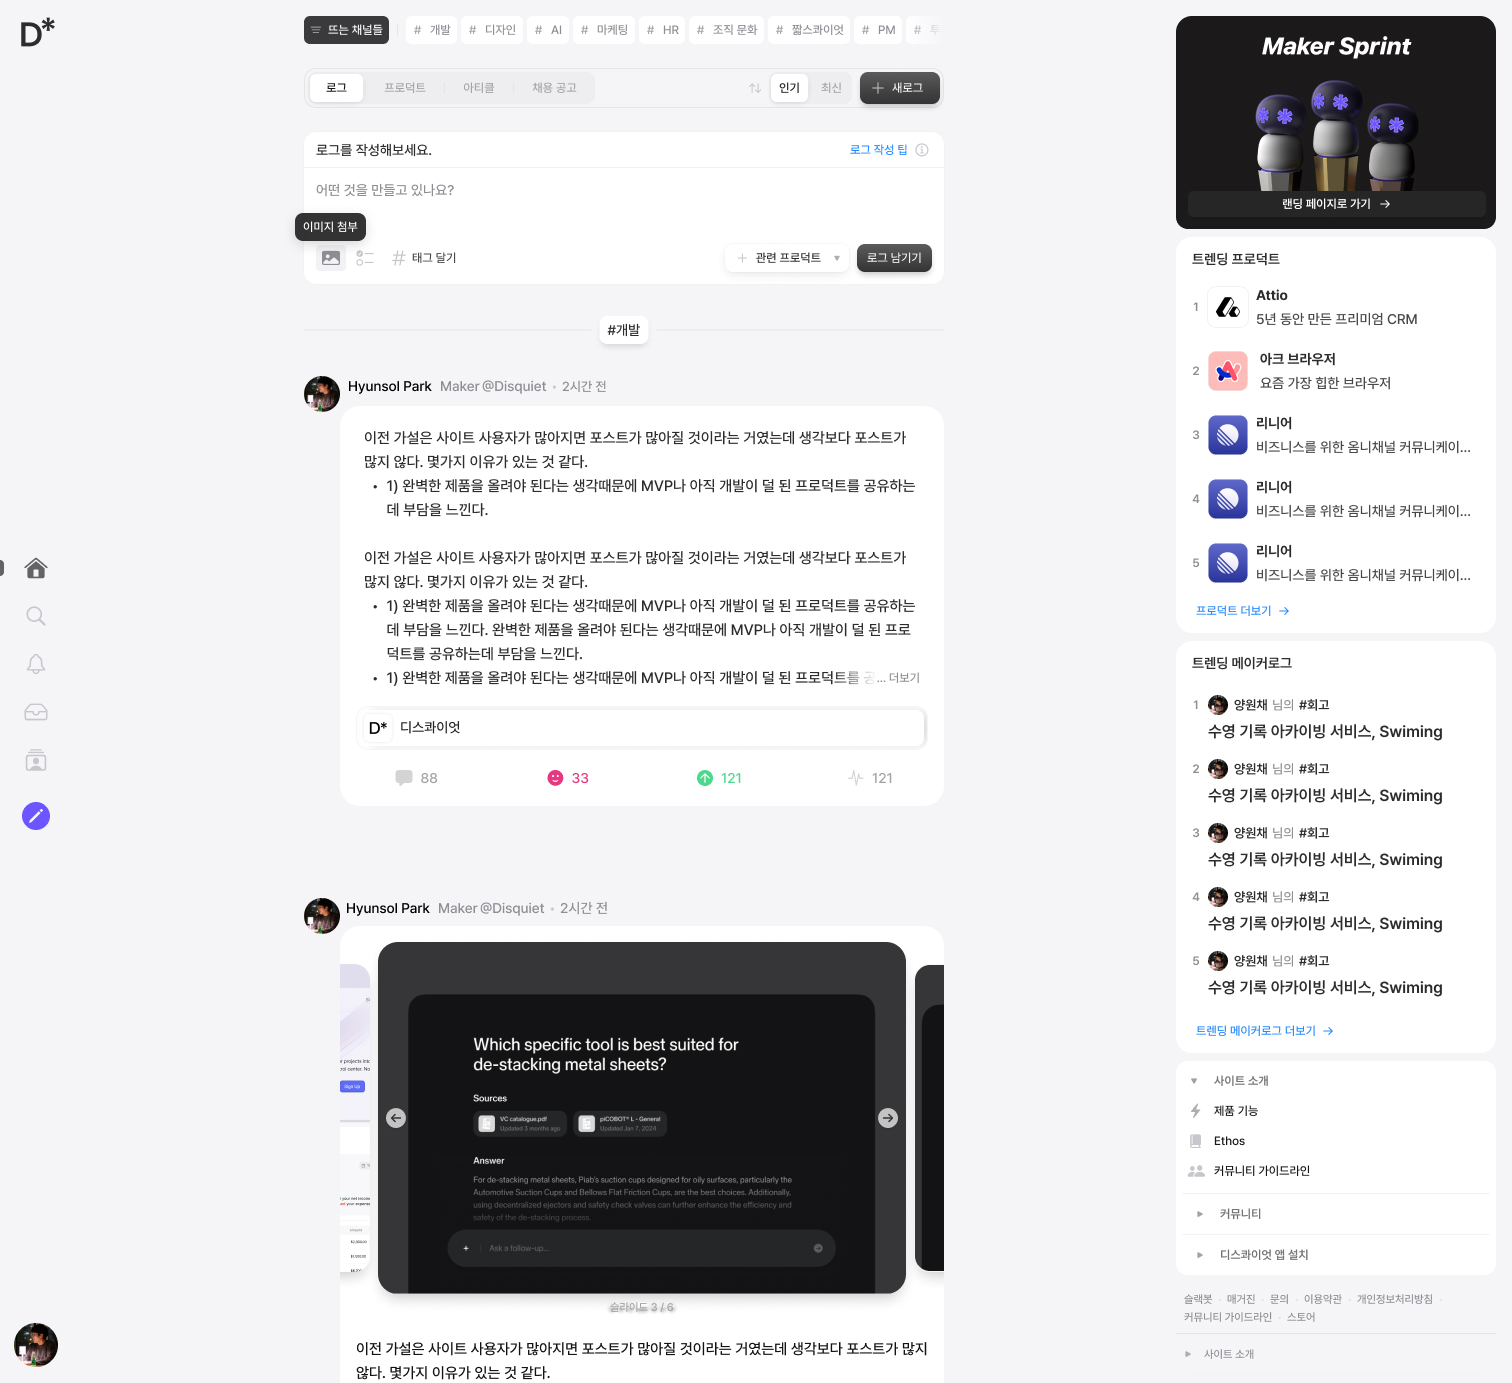 D*
뜨는 채널들
# 개발
# 디자인
# AI
# 마케팅
# HR
# 조직 문화
# 짧스콰이엇
# PM
#
로그
프로덕트
아티클
채용 공고
인기
최신
새로그
로그를 작성해보세요.
로그 작성 팁
어떤 것을 만들고 있나요?
이미지 첨부
# 태그 달기
+ 관련 프로덕트
로그 남기기
#개발
Hyunsol Park Maker @Disquiet • 2시간 전
이전 가설은 사이트 사용자가 많아지면 포스트가 많아질 것이라는 거였는데 생각보다 포스트가
많지 않다. 몇가지 이유가 있는 것 같다.
• 1) 완벽한 제품을 올려야 된다는 생각때문에 MVP나 아직 개발이 덜 된 프로덕트를 공유하는
데 부담을 느낀다.
이전 가설은 사이트 사용자가 많아지면 포스트가 많아질 것이라는 거였는데 생각보다 포스트가
많지 않다. 몇가지 이유가 있는 것 같다.
• 1) 완벽한 제품을 올려야 된다는 생각때문에 MVP나 아직 개발이 덜 된 프로덕트를 공유하는
데 부담을 느낀다. 완벽한 제품을 올려야 된다는 생각때문에 MVP나 아직 개발이 덜 된 프로
덕트를 공유하는데 부담을 느낀다.
• 1) 완벽한 제품을 올려야 된다는 생각때문에 MVP나 아직 개발이 덜 된 프로덕트를 공... 더보기
D* 디스콰이엇
88
33
121
121
Hyunsol Park Maker @Disquiet • 2시간 전
Sign Up
Which specific tool is best suited for
de-stacking metal sheets?
Sources
VC catalogue.pdf
Updated 3 months ago
piCOBOT® L - General
Updated Jan 7, 2024
Answer
For de-stacking metal sheets, Piab's suction cups designed for oily surfaces, particularly the
Automotive Suction Cups and Bellows Flat Friction Cups, are the best choices. Additionally,
using decentralized ejectors and safety check valves can further enhance the efficiency and
safety of the de-stacking process.
+ Ask a follow-up...
슬라이드 3 / 6
이전 가설은 사이트 사용자가 많아지면 포스트가 많아질 것이라는 거였는데 생각보다 포스트가 많지
않다. 몇가지 이유가 있는 것 같다.
Maker Sprint
랜딩 페이지로 가기 →
트렌딩 프로덕트
1 Attio
5년 동안 만든 프리미엄 CRM
2 아크 브라우저
요즘 가장 힙한 브라우저
3 리니어
비즈니스를 위한 옴니채널 커뮤니케이...
4 리니어
비즈니스를 위한 옴니채널 커뮤니케이...
5 리니어
비즈니스를 위한 옴니채널 커뮤니케이...
프로덕트 더보기 →
트렌딩 메이커로그
1 양원채 님의 #회고
수영 기록 아카이빙 서비스, Swiming
2 양원채 님의 #회고
수영 기록 아카이빙 서비스, Swiming
3 양원채 님의 #회고
수영 기록 아카이빙 서비스, Swiming
4 양원채 님의 #회고
수영 기록 아카이빙 서비스, Swiming
5 양원채 님의 #회고
수영 기록 아카이빙 서비스, Swiming
트렌딩 메이커로그 더보기 →
사이트 소개
제품 기능
Ethos
커뮤니티 가이드라인
커뮤니티
디스콰이엇 앱 설치
슬랙봇 · 매거진 · 문의 · 이용약관 · 개인정보처리방침 ·
커뮤니티 가이드라인 · 스토어
사이트 소개